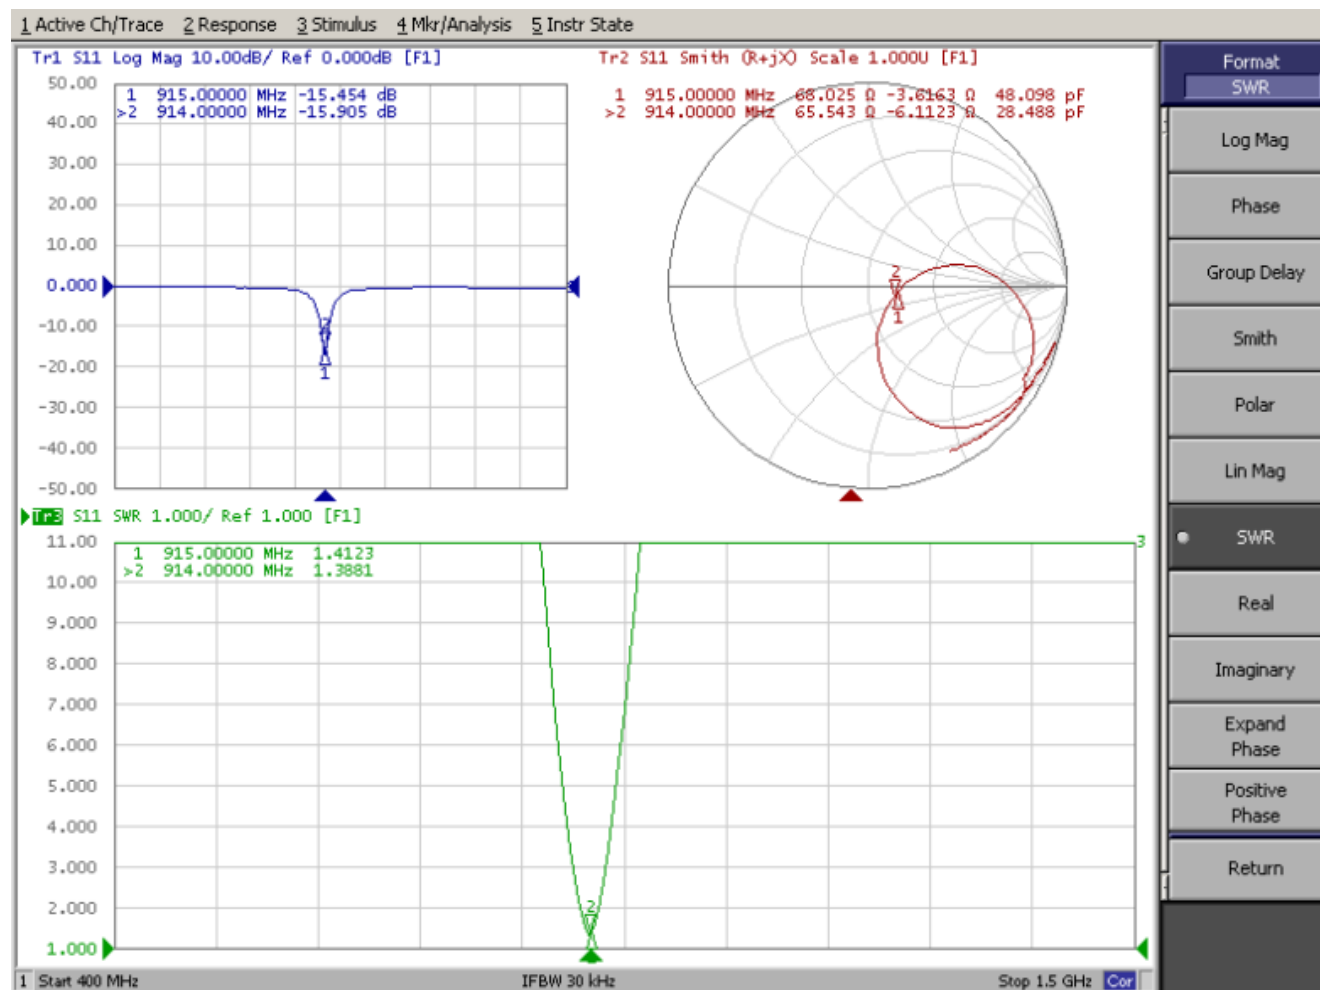 1 Active Ch/Trace 2 Response 3 Stimulus 4 Mkr/Analysis 5 Instr State
Tr1 S11 Log Mag 10.00dB/ Ref 0.000dB [F1]
50.00
40.00
30.00
20.00
10.00
0.000
-10.00
-20.00
-30.00
-40.00
-50.00
1 915.00000 MHz -15.454 dB
>2 914.00000 MHz -15.905 dB
2
1
Tr2 S11 Smith (R+jX) Scale 1.000U [F1]
1 915.00000 MHz 68.025 Ω -3.6163 Ω 48.098 pF
>2 914.00000 MHz 65.543 Ω -6.1123 Ω 28.488 pF
2
1
Tr3 S11 SWR 1.000/ Ref 1.000 [F1]
11.00
10.00
9.000
8.000
7.000
6.000
5.000
4.000
3.000
2.000
1.000
1 915.00000 MHz 1.4123
>2 914.00000 MHz 1.3881
3
2
1 Start 400 MHz IFBW 30 kHz Stop 1.5 GHz Cor
Format
SWR
Log Mag
Phase
Group Delay
Smith
Polar
Lin Mag
SWR
Real
Imaginary
Expand
Phase
Positive
Phase
Return